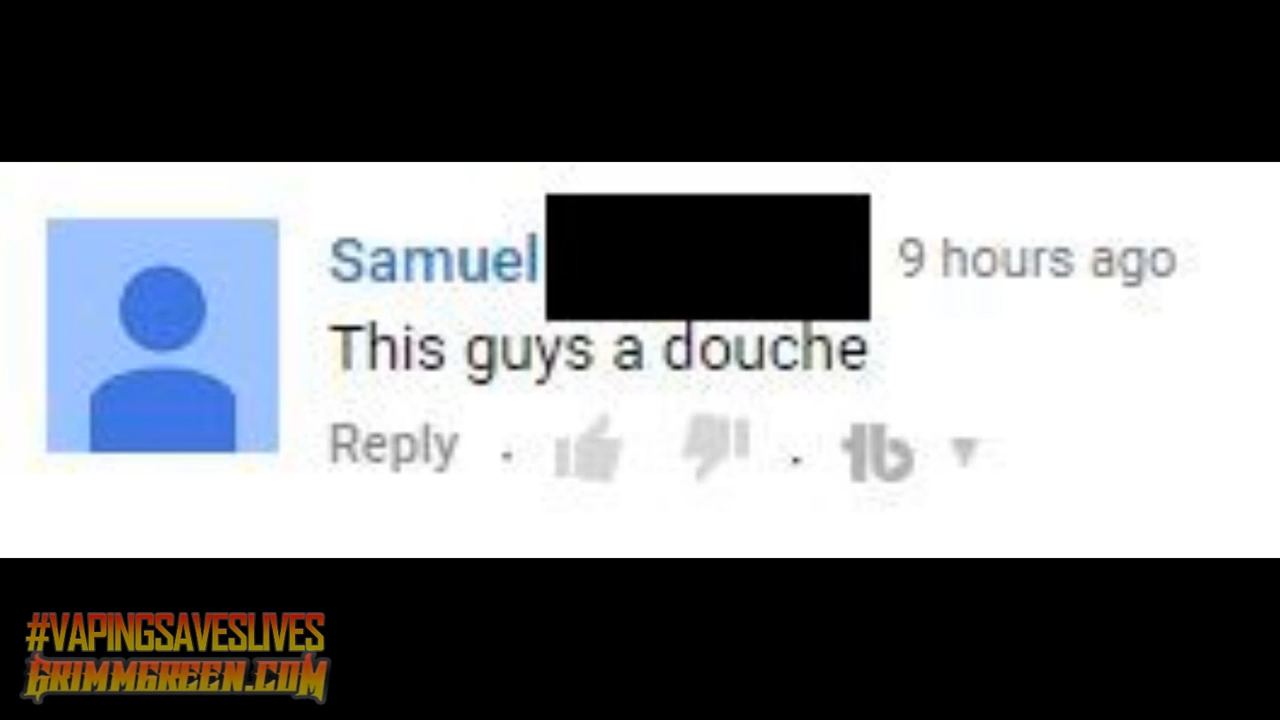 Samuel
9 hours ago
This guys a douche
Reply
#VAPINGSAVESLIVES
GRIMMGREEN.COM